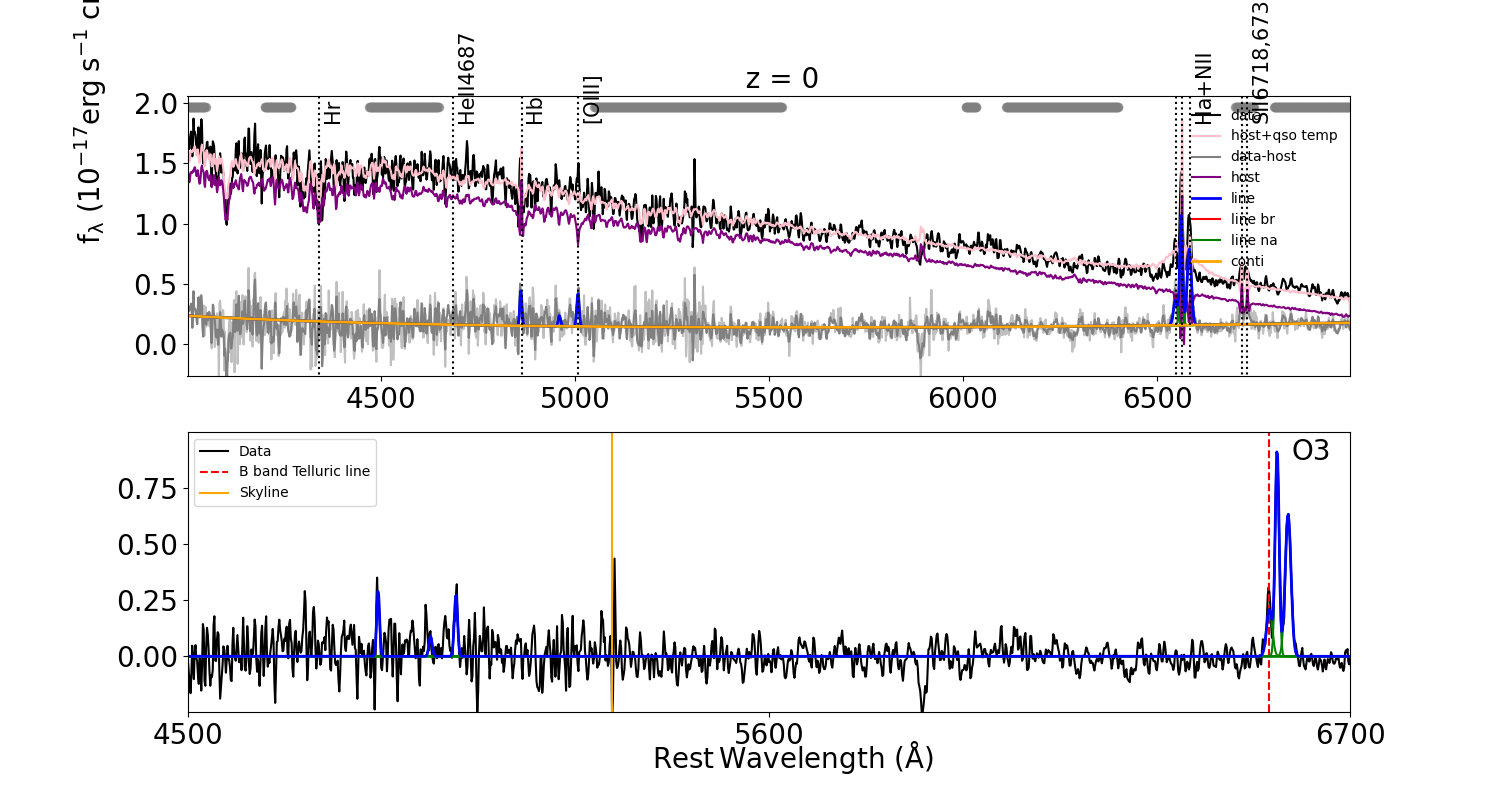 z = 0
f_λ (10⁻¹⁷erg s⁻¹ c
Hr
HeII4687
Hb
[OIII]
Ha+NII
SII6718,673
2.0
1.5
1.0
0.5
0.0
data
host+qso temp
data-host
host
line
line br
line na
conti
4500
5000
5500
6000
6500
Data
B band Telluric line
Skyline
O3
0.75
0.50
0.25
0.00
4500
5600
6700
Rest Wavelength (Å)